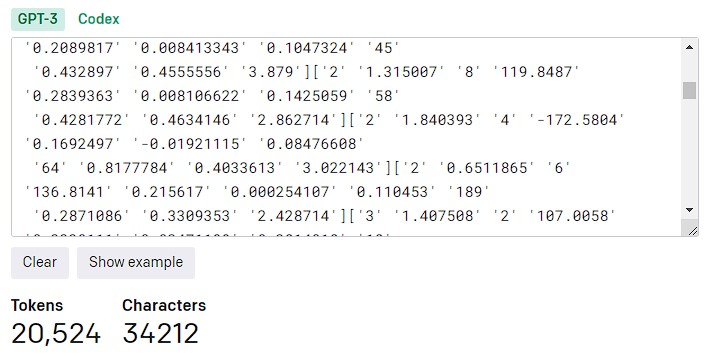 GPT-3 Codex
'0.2089817' '0.008413343' '0.1047324' '45'
'0.432897' '0.4555556' '3.879']['2' '1.315007' '8' '119.8487'
'0.2839363' '0.008106622' '0.1425059' '58'
'0.4281772' '0.4634146' '2.862714']['2' '1.840393' '4' '-172.5804'
'0.1692497' '-0.01921115' '0.08476608'
'64' '0.8177784' '0.4033613' '3.022143']['2' '0.6511865' '6'
'136.8141' '0.215617' '0.000254107' '0.110453' '189'
'0.2871086' '0.3309353' '2.428714']['3' '1.407508' '2' '107.0058'
Clear Show example
Tokens Characters
20,524 34212